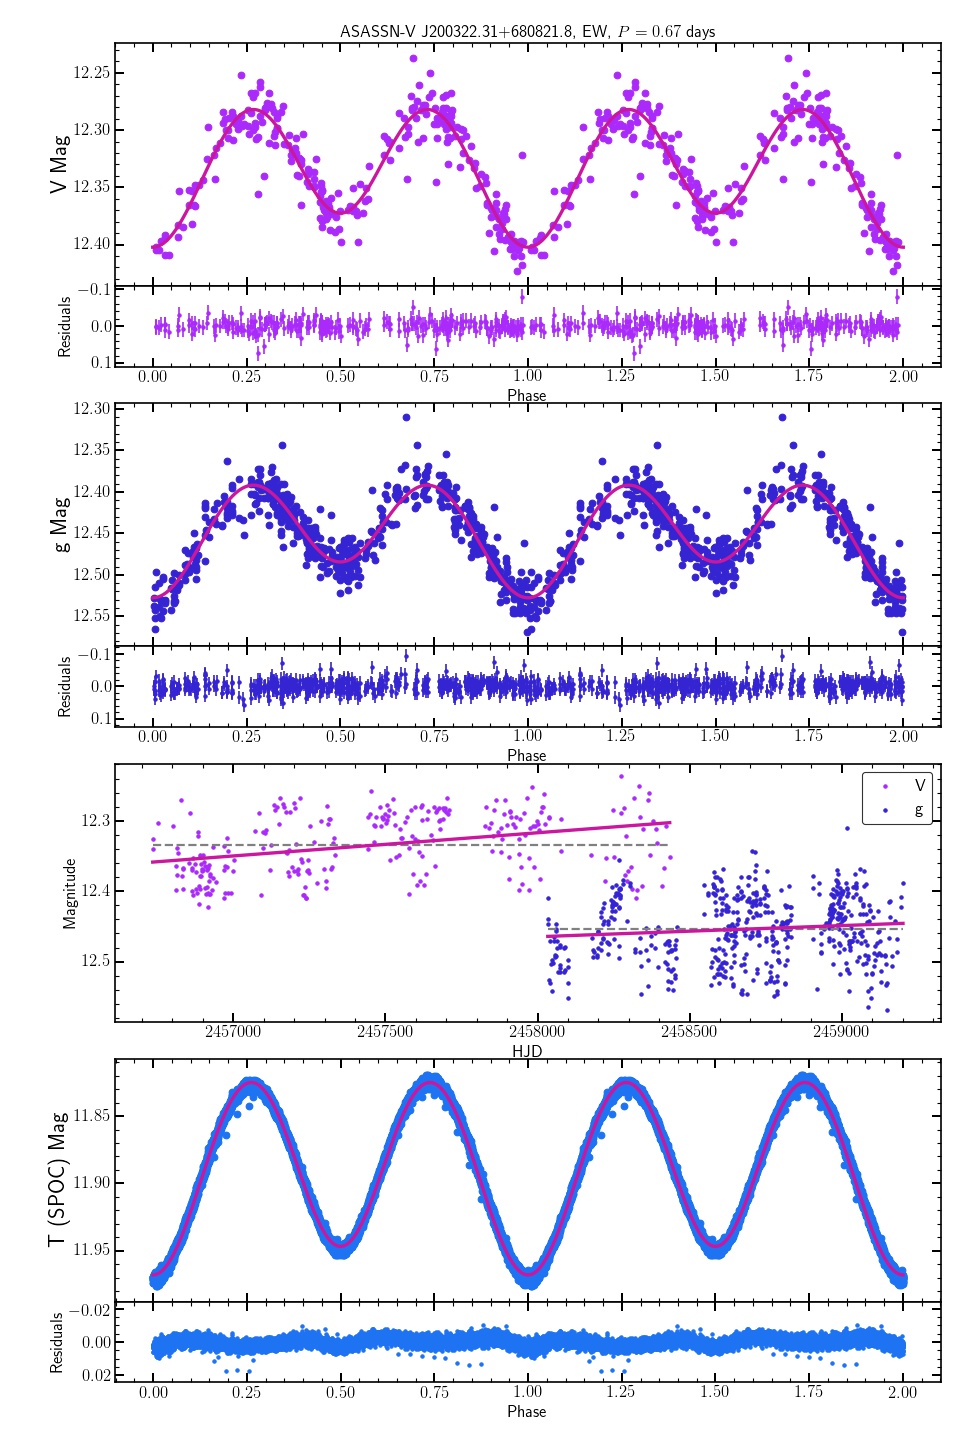 ASASSN-V J200322.31+680821.8, EW, P = 0.67 days
V Mag
12.25
12.30
12.35
12.40
Residuals
−0.1
0.0
0.1
0.00 0.25 0.50 0.75 1.00 1.25 1.50 1.75 2.00
Phase
g Mag
12.30
12.35
12.40
12.45
12.50
12.55
Residuals
−0.1
0.0
0.1
0.00 0.25 0.50 0.75 1.00 1.25 1.50 1.75 2.00
Phase
Magnitude
12.3
12.4
12.5
V
g
2457000 2457500 2458000 2458500 2459000
HJD
T (SPOC) Mag
11.85
11.90
11.95
Residuals
−0.02
0.00
0.02
0.00 0.25 0.50 0.75 1.00 1.25 1.50 1.75 2.00
Phase